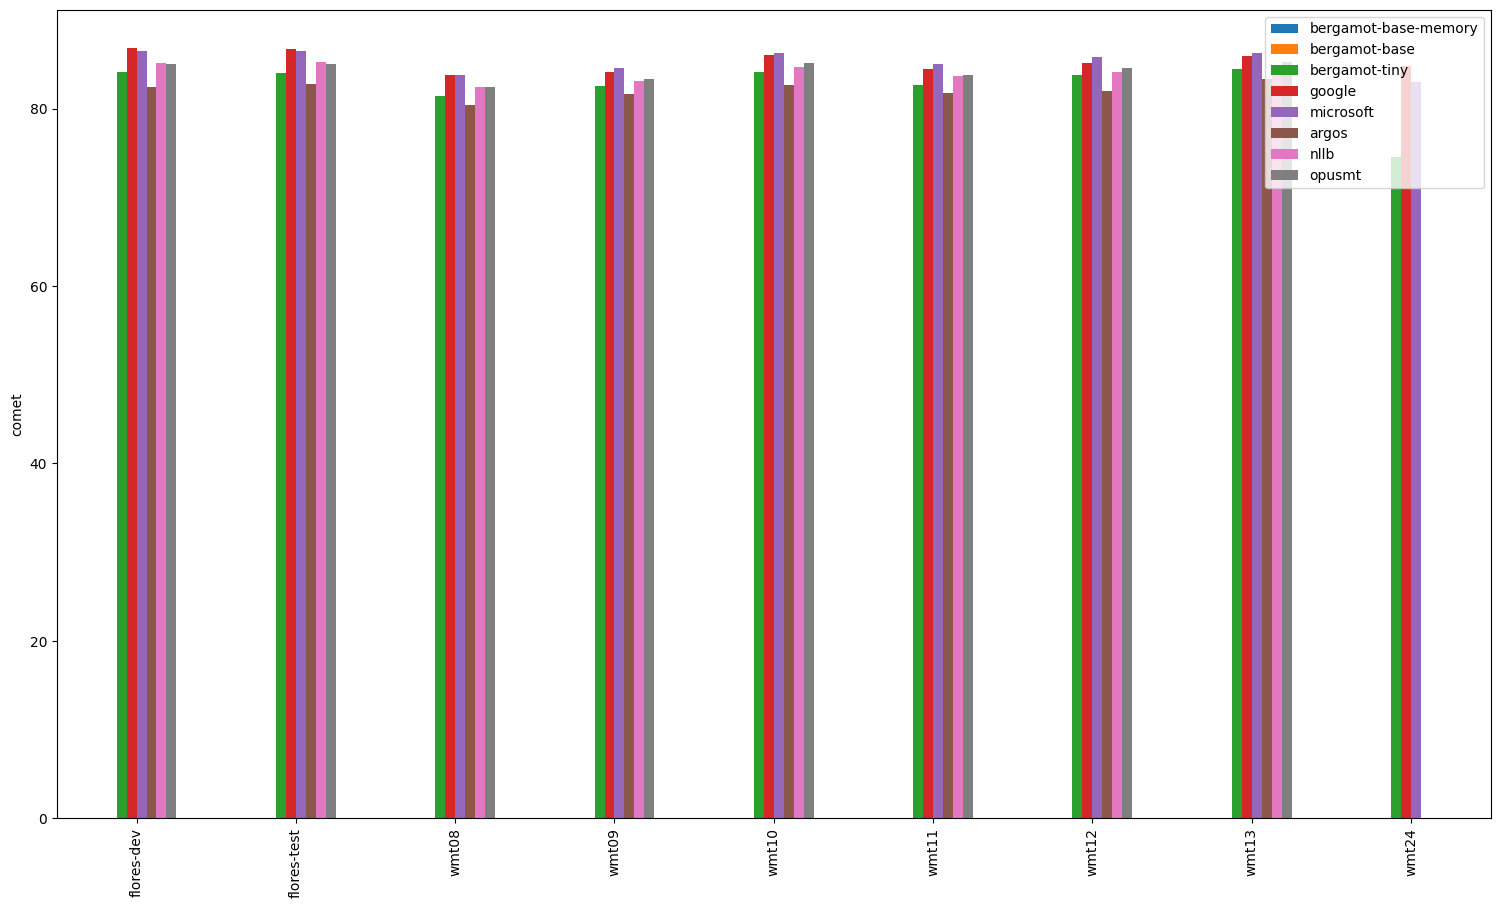 bergamot-base-memory
bergamot-base
bergamot-tiny
google
microsoft
argos
nllb
opusmt
comet
80
60
40
20
0
flores-dev
flores-test
wmt08
wmt09
wmt10
wmt11
wmt12
wmt13
wmt24